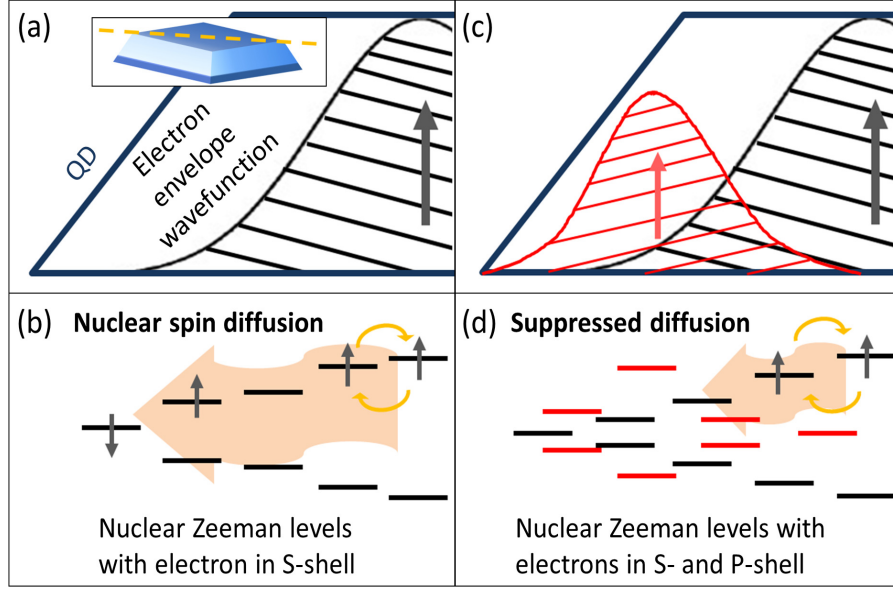 (a)
QD
Electron
envelope
wavefunction
(c)
(b) Nuclear spin diffusion
Nuclear Zeeman levels
with electron in S-shell
(d) Suppressed diffusion
Nuclear Zeeman levels with
electrons in S- and P-shell